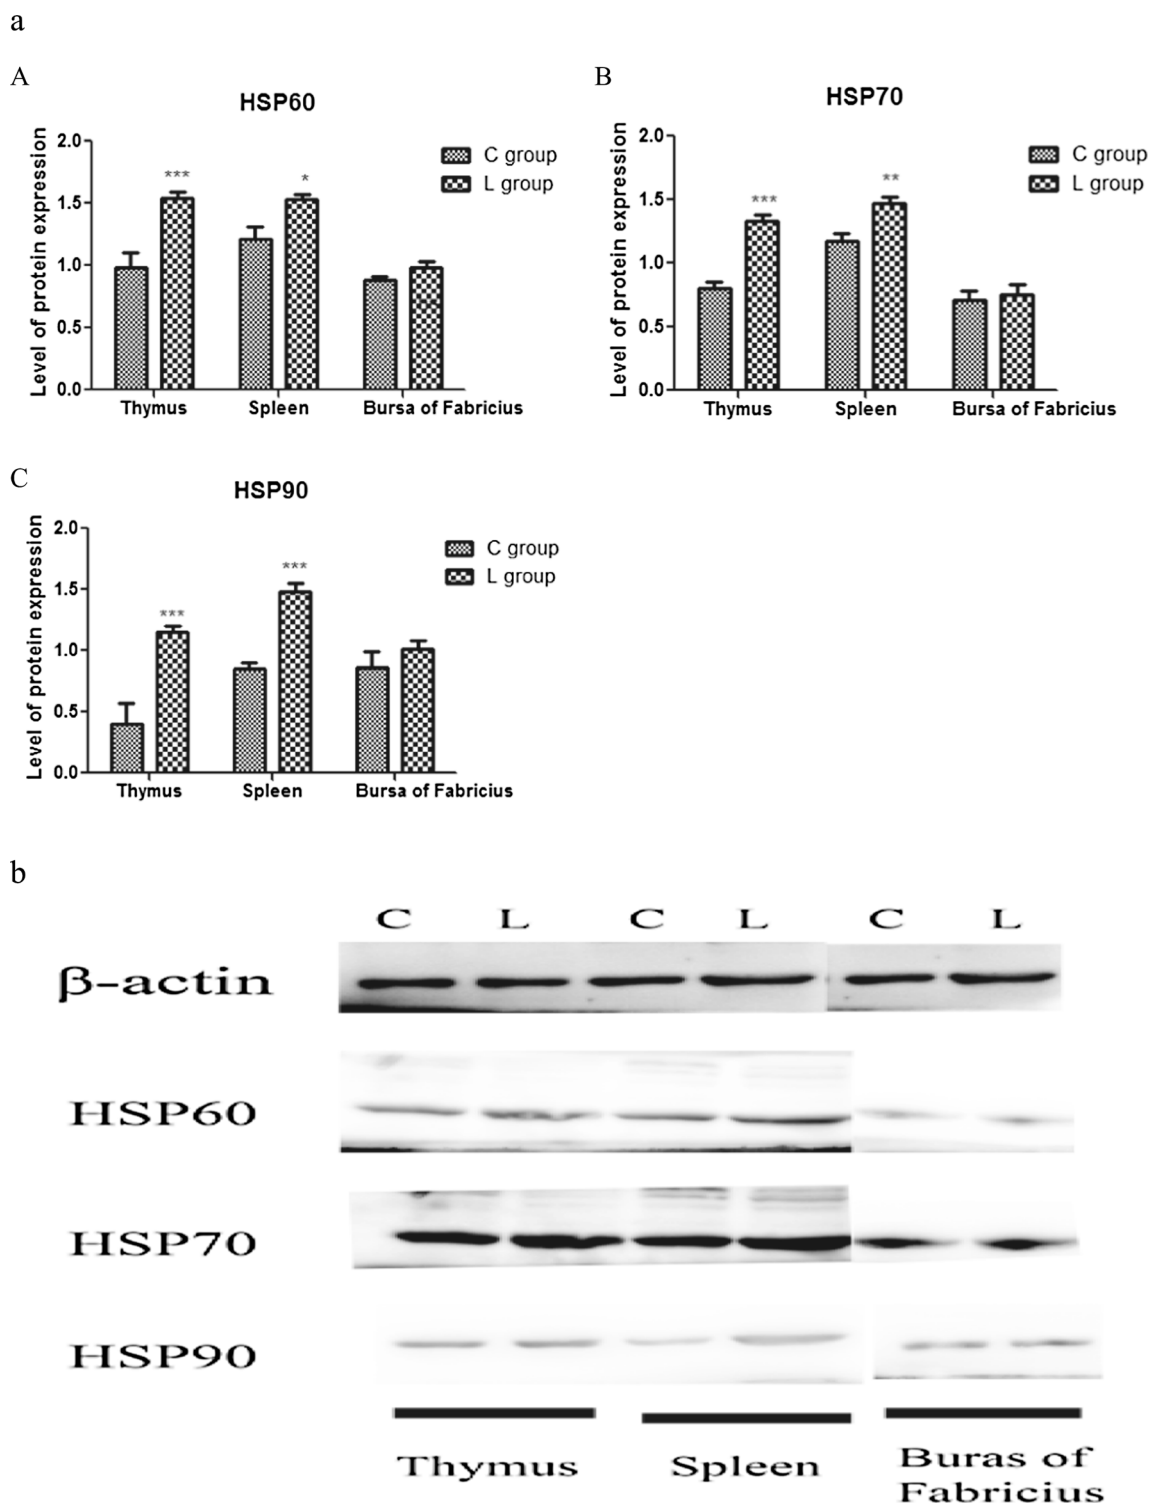 a
A
HSP60
Level of protein expression
2.0
1.5
1.0
0.5
0.0
***
*
C group
L group
Thymus
Spleen
Bursa of Fabricius
B
HSP70
Level of protein expression
2.0
1.5
1.0
0.5
0.0
***
**
C group
L group
Thymus
Spleen
Bursa of Fabricius
C
HSP90
Level of protein expression
2.0
1.5
1.0
0.5
0.0
***
***
C group
L group
Thymus
Spleen
Bursa of Fabricius
b
C L C L C L
β-actin
HSP60
HSP70
HSP90
Thymus
Spleen
Buras of
Fabricius